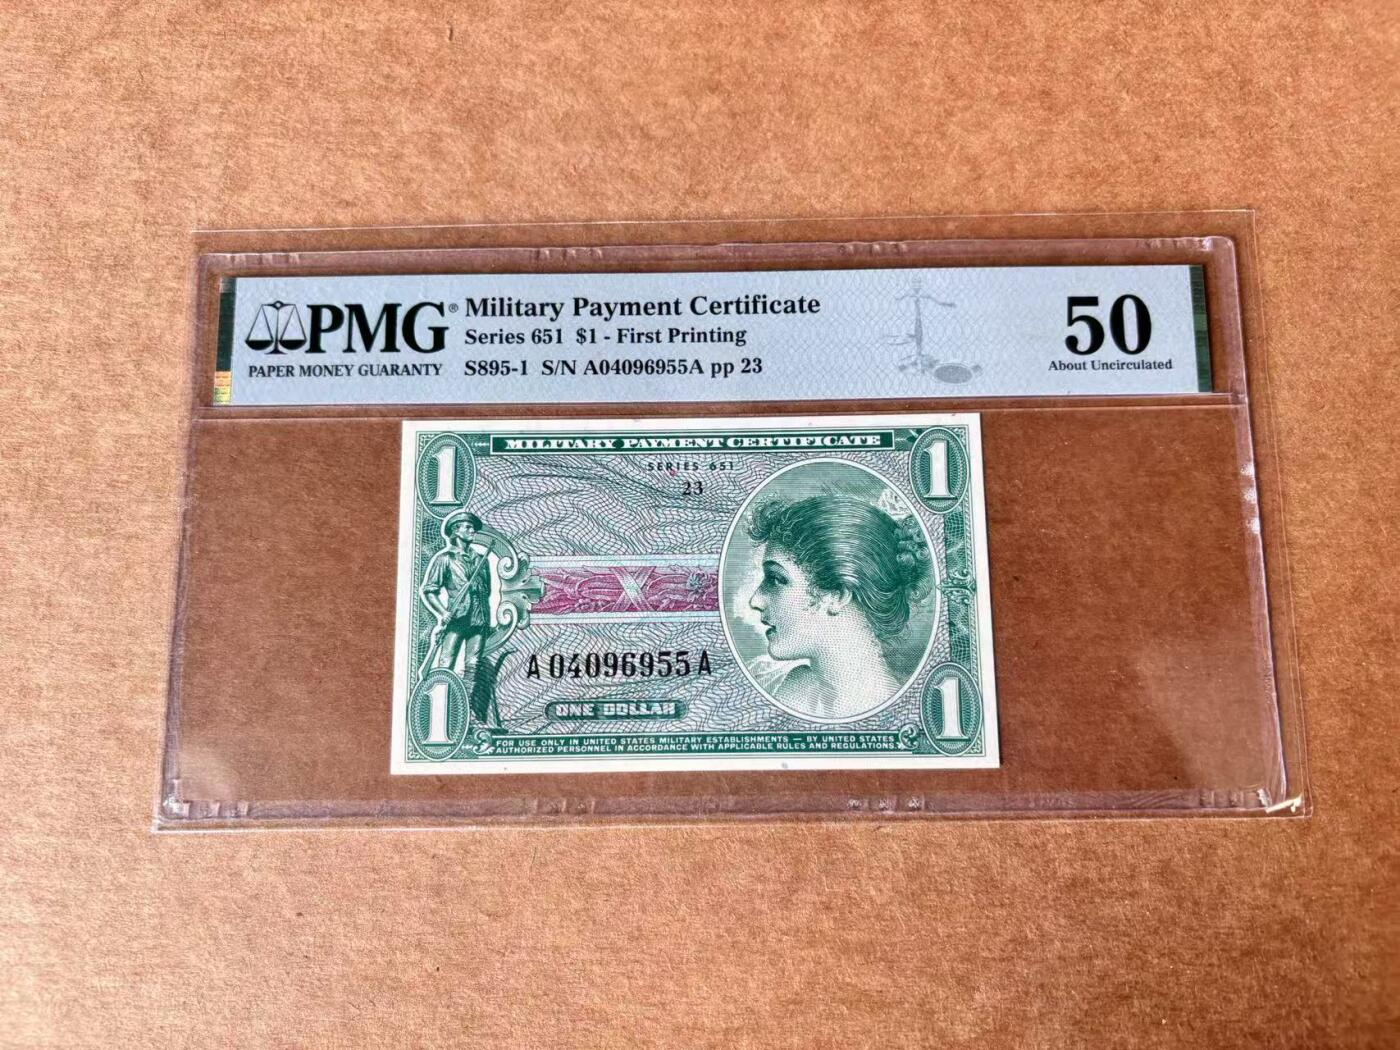 PMG®
PAPER MONEY GUARANTY
Military Payment Certificate
Series 651 $1 - First Printing
S895-1 S/N A04096955A pp 23
50
About Uncirculated
1
MILITARY PAYMENT CERTIFICATE
1
SERIES 651
23
A04096955A
ONE DOLLAR
1
FOR USE ONLY IN UNITED STATES MILITARY ESTABLISHMENTS — BY UNITED STATES
AUTHORIZED PERSONNEL IN ACCORDANCE WITH APPLICABLE RULES AND REGULATIONS.
1